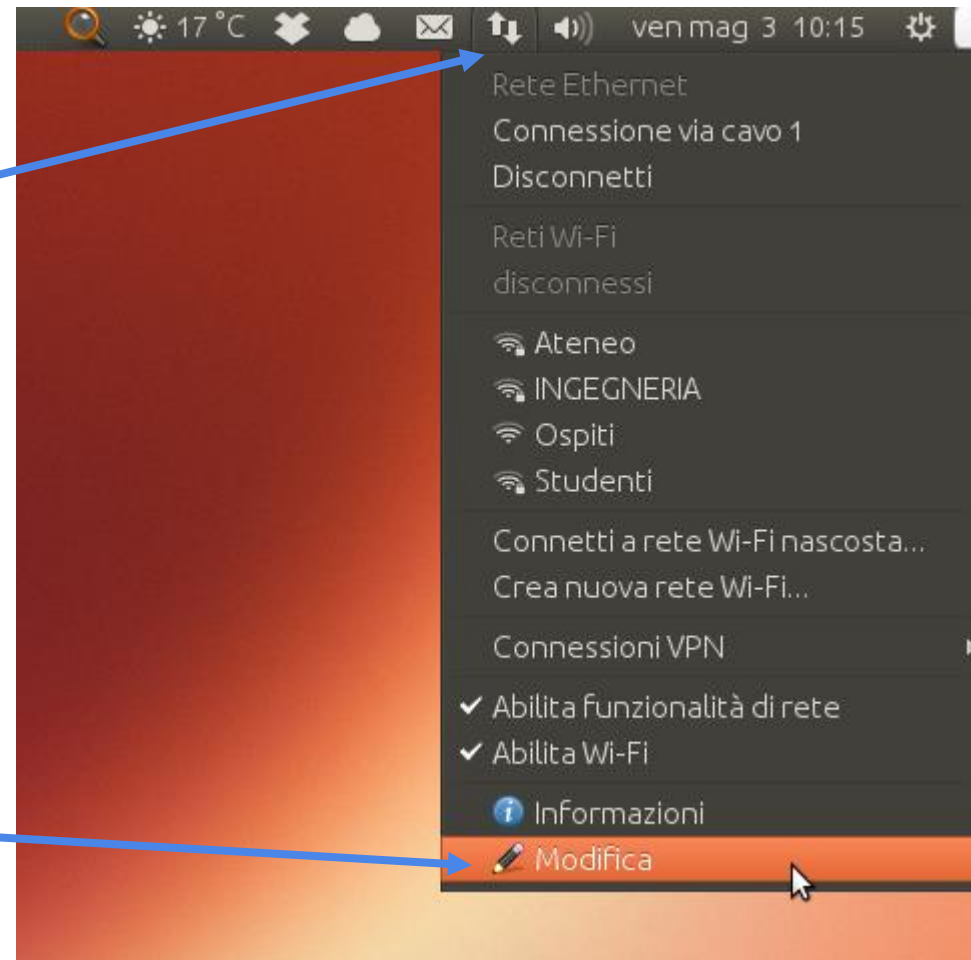 17 °C ven mag 3 10:15
Rete Ethernet
Connessione via cavo 1
Disconnetti
Reti Wi-Fi
disconnessi
Ateneo
INGEGNERIA
Ospiti
Studenti
Connetti a rete Wi-Fi nascosta...
Crea nuova rete Wi-Fi...
Connessioni VPN
Abilita funzionalità di rete
Abilita Wi-Fi
Informazioni
Modifica